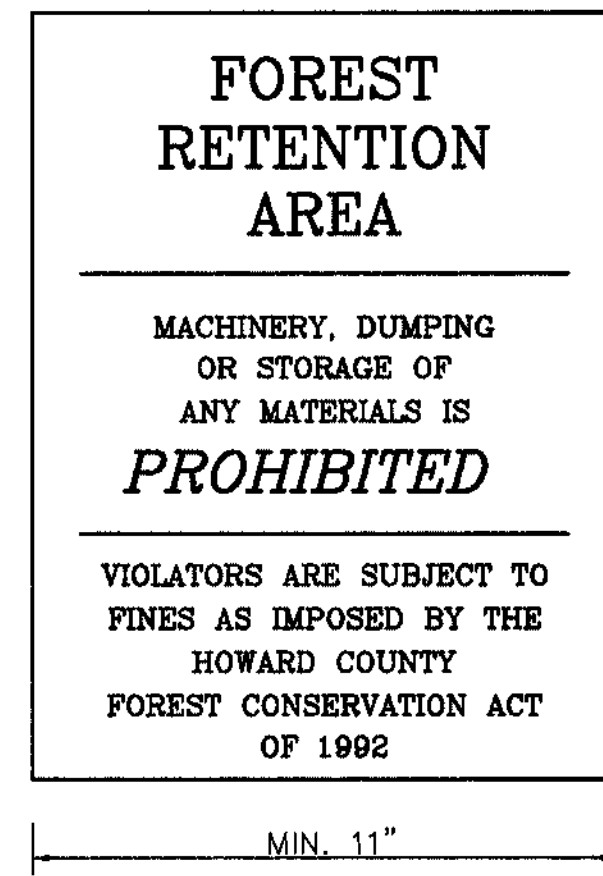 FOREST
RETENTION
AREA
MACHINERY, DUMPING
OR STORAGE OF
ANY MATERIALS IS
PROHIBITED
VIOLATORS ARE SUBJECT TO
FINES AS IMPOSED BY THE
HOWARD COUNTY
FOREST CONSERVATION ACT
OF 1992
MIN. 11"